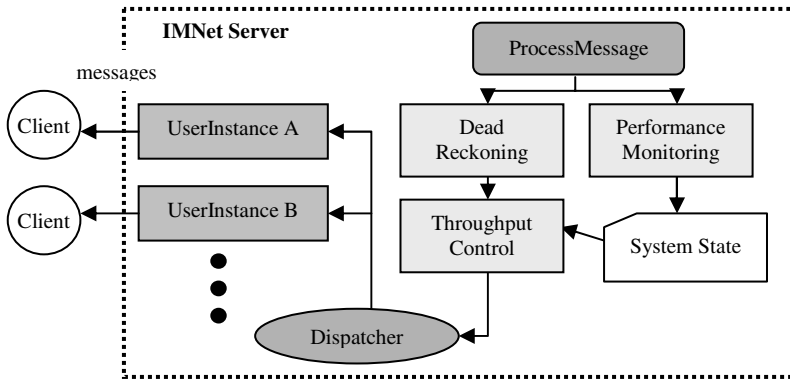 IMNet Server
ProcessMessage
messages
Client
UserInstance A
Dead
Reckoning
Performance
Monitoring
Client
UserInstance B
Throughput
Control
System State
Dispatcher